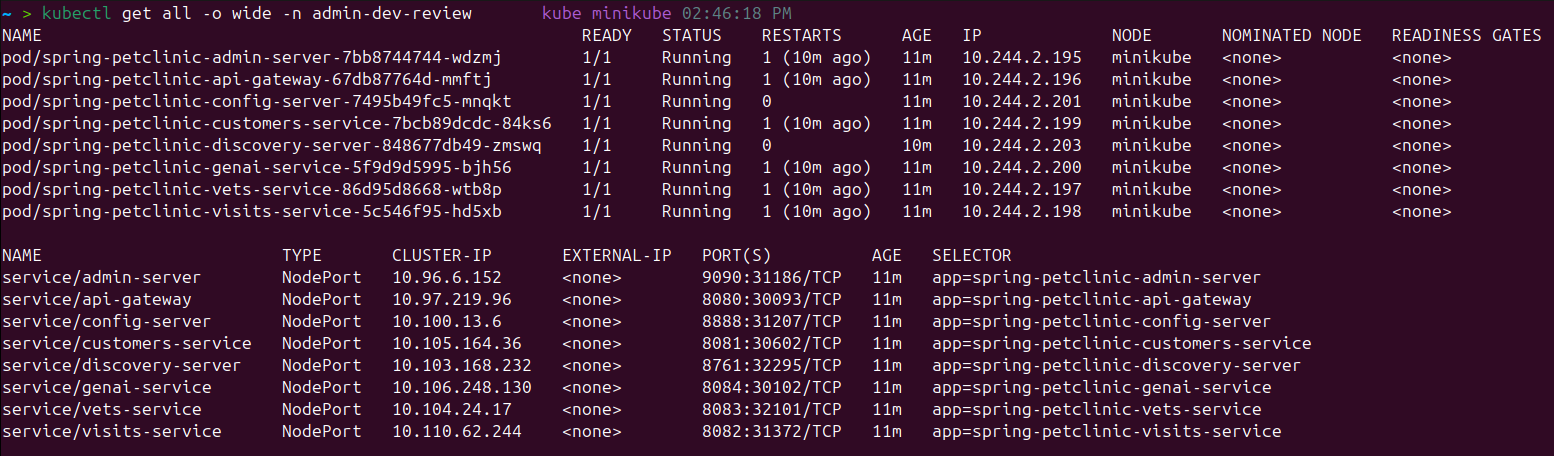 ~ > kubectl get all -o wide -n admin-dev-review kube minikube 02:46:18 PM
NAME READY STATUS RESTARTS AGE IP NODE NOMINATED NODE READINESS GATES
pod/spring-petclinic-admin-server-7bb8744744-wdzmj 1/1 Running 1 (10m ago) 11m 10.244.2.195 minikube <none> <none>
pod/spring-petclinic-api-gateway-67db87764d-mmftj 1/1 Running 1 (10m ago) 11m 10.244.2.196 minikube <none> <none>
pod/spring-petclinic-config-server-7495b49fc5-mnqkt 1/1 Running 0 11m 10.244.2.201 minikube <none> <none>
pod/spring-petclinic-customers-service-7bcb89dcdc-84ks6 1/1 Running 1 (10m ago) 11m 10.244.2.199 minikube <none> <none>
pod/spring-petclinic-discovery-server-848677db49-zmswq 1/1 Running 0 10m 10.244.2.203 minikube <none> <none>
pod/spring-petclinic-genai-service-5f9d9d5995-bjh56 1/1 Running 1 (10m ago) 11m 10.244.2.200 minikube <none> <none>
pod/spring-petclinic-vets-service-86d95d8668-wtb8p 1/1 Running 1 (10m ago) 11m 10.244.2.197 minikube <none> <none>
pod/spring-petclinic-visits-service-5c546f95-hd5xb 1/1 Running 1 (10m ago) 11m 10.244.2.198 minikube <none> <none>
NAME TYPE CLUSTER-IP EXTERNAL-IP PORT(S) AGE SELECTOR
service/admin-server NodePort 10.96.6.152 <none> 9090:31186/TCP 11m app=spring-petclinic-admin-server
service/api-gateway NodePort 10.97.219.96 <none> 8080:30093/TCP 11m app=spring-petclinic-api-gateway
service/config-server NodePort 10.100.13.6 <none> 8888:31207/TCP 11m app=spring-petclinic-config-server
service/customers-service NodePort 10.105.164.36 <none> 8081:30602/TCP 11m app=spring-petclinic-customers-service
service/discovery-server NodePort 10.103.168.232 <none> 8761:32295/TCP 11m app=spring-petclinic-discovery-server
service/genai-service NodePort 10.106.248.130 <none> 8084:30102/TCP 11m app=spring-petclinic-genai-service
service/vets-service NodePort 10.104.24.17 <none> 8083:32101/TCP 11m app=spring-petclinic-vets-service
service/visits-service NodePort 10.110.62.244 <none> 8082:31372/TCP 11m app=spring-petclinic-visits-service